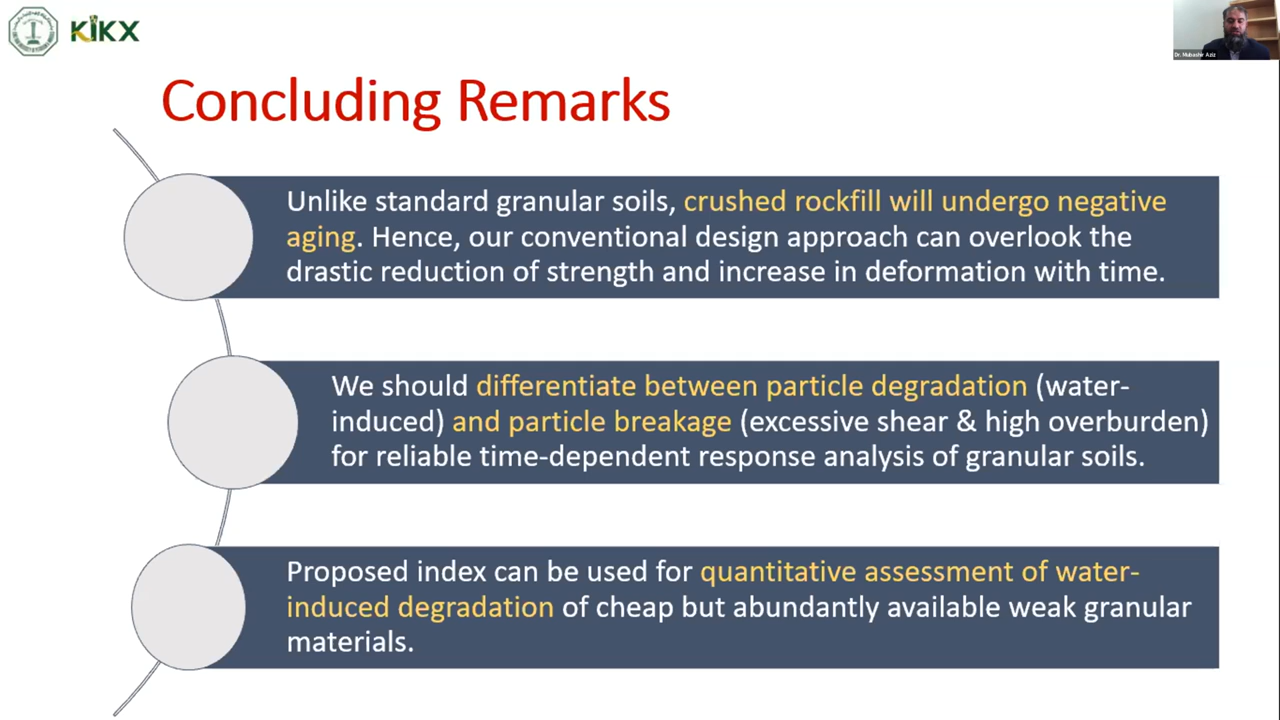 KIKX
Dr. Mubashir Aziz
Concluding Remarks
Unlike standard granular soils, crushed rockfill will undergo negative
aging. Hence, our conventional design approach can overlook the
drastic reduction of strength and increase in deformation with time.
We should differentiate between particle degradation (water-
induced) and particle breakage (excessive shear & high overburden)
for reliable time-dependent response analysis of granular soils.
Proposed index can be used for quantitative assessment of water-
induced degradation of cheap but abundantly available weak granular
materials.